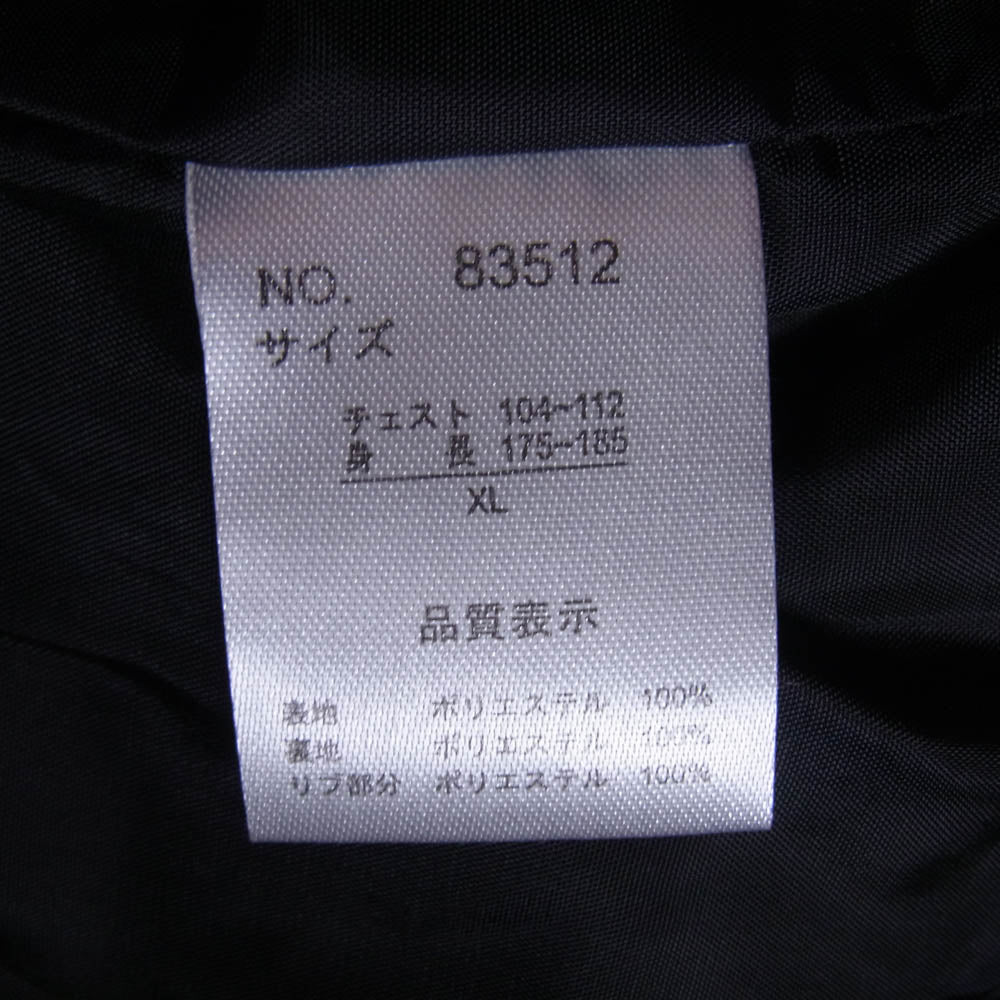 NO. 83512
サイズ
チェスト 104~112
身長 175~185
XL
品質表示
表地 ポリエステル 100%
裏地 ポリエステル 100%
リブ部分 ポリエステル 100%